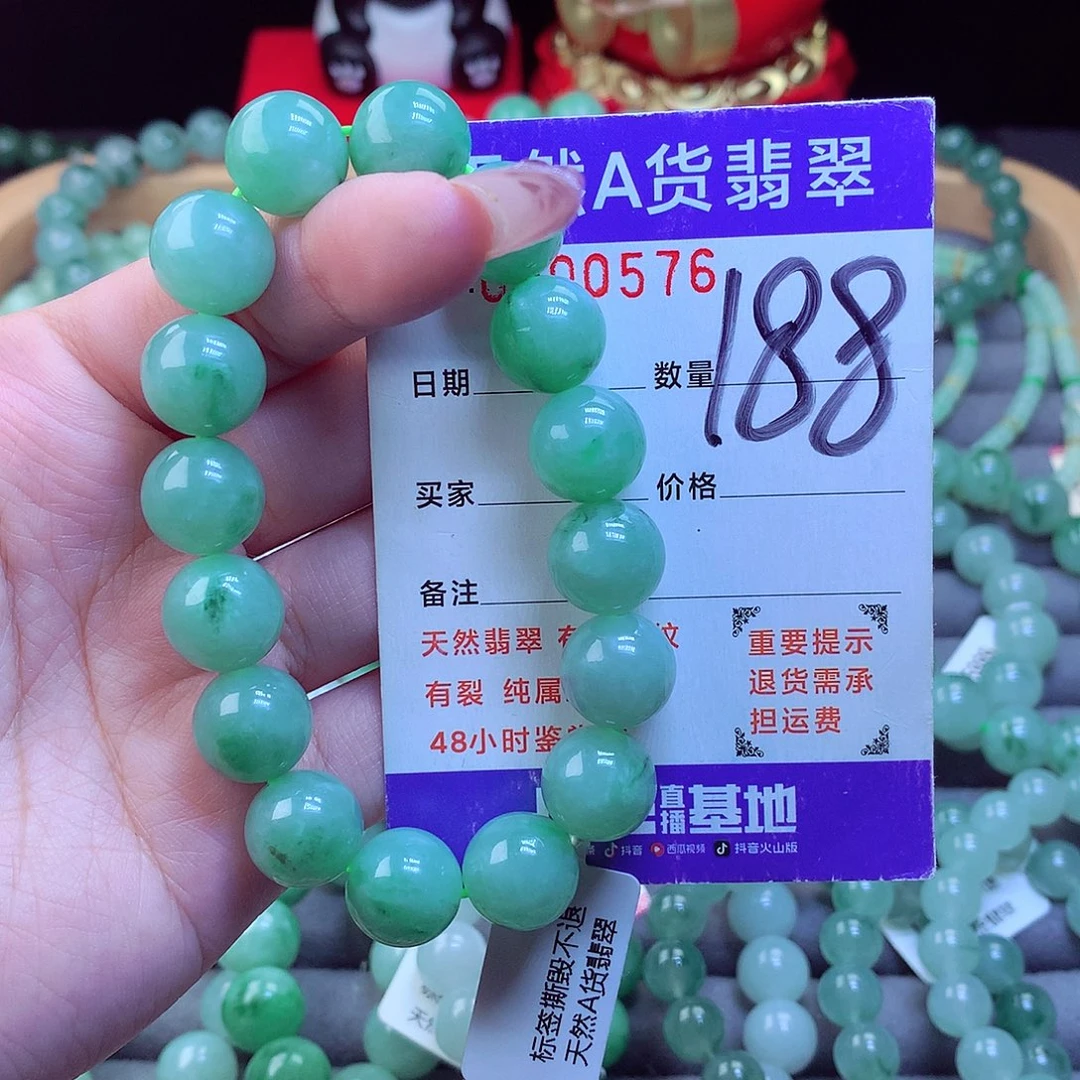 然A货翡翠
00576
188
日期 数量
买家 价格
备注
天然翡翠
有裂 纯属
48小时鉴
重要提示
退货需承
担运费
直播基地
抖音 西瓜视频 抖音火山版
标签撕毁不退
天然A货翡翠